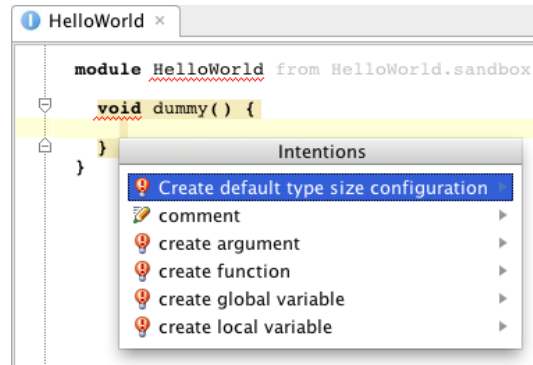 HelloWorld ×
module HelloWorld from HelloWorld.sandbox
void dummy() {
}
}
Intentions
Create default type size configuration
comment
create argument
create function
create global variable
create local variable